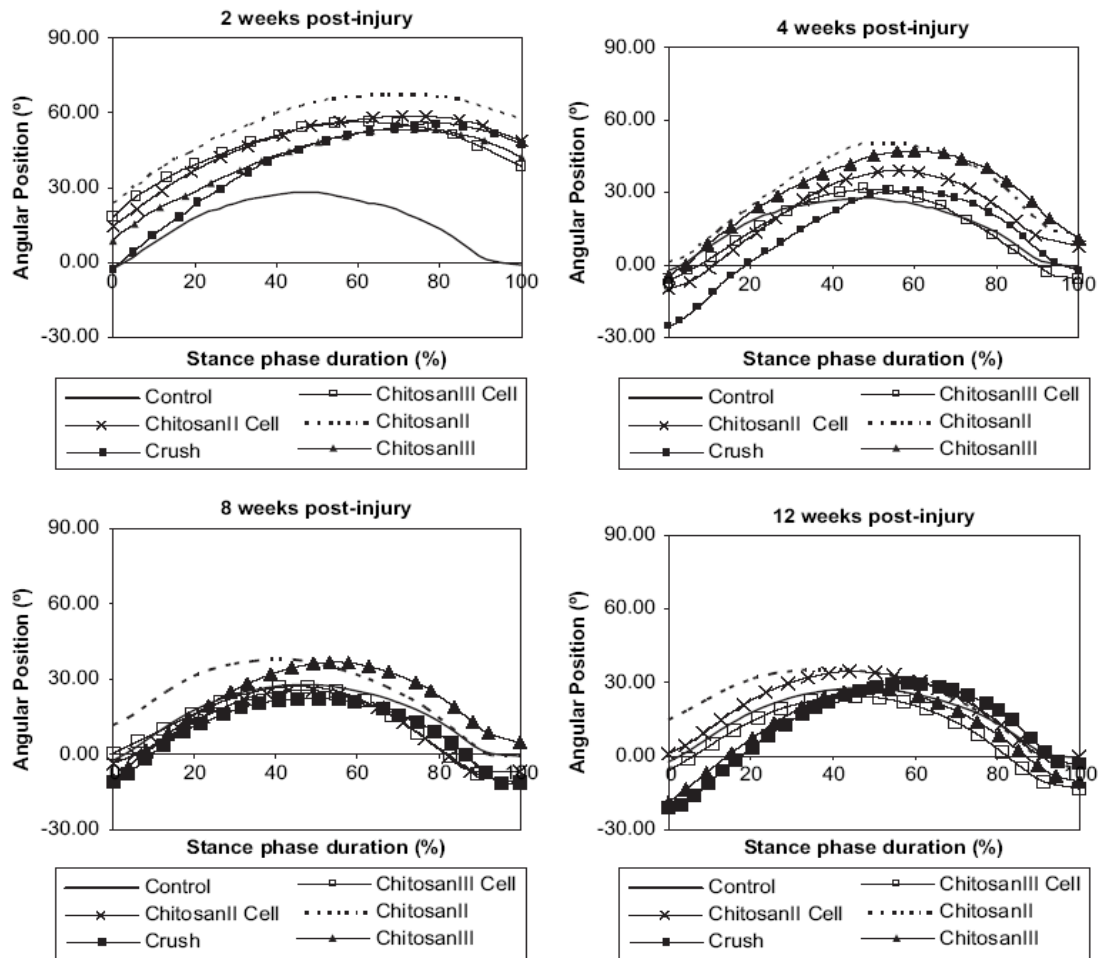 2 weeks post-injury
90.00
60.00
30.00
0.00
-30.00
0 20 40 60 80 100
Angular Position (º)
Stance phase duration (%)
Control ChitosanIII Cell
ChitosanII Cell ChitosanII
Crush ChitosanIII
4 weeks post-injury
90.00
60.00
30.00
0.00
-30.00
0 20 40 60 80 100
Angular Position (º)
Stance phase duration (%)
Control ChitosanIII Cell
ChitosanII Cell ChitosanII
Crush ChitosanIII
8 weeks post-injury
90.00
60.00
30.00
0.00
-30.00
0 20 40 60 80 100
Angular Position (º)
Stance phase duration (%)
Control ChitosanIII Cell
ChitosanII Cell ChitosanII
Crush ChitosanIII
12 weeks post-injury
90.00
60.00
30.00
0.00
-30.00
0 20 40 60 80 100
Angular Position (º)
Stance phase duration (%)
Control ChitosanIII Cell
ChitosanII Cell ChitosanII
Crush ChitosanIII